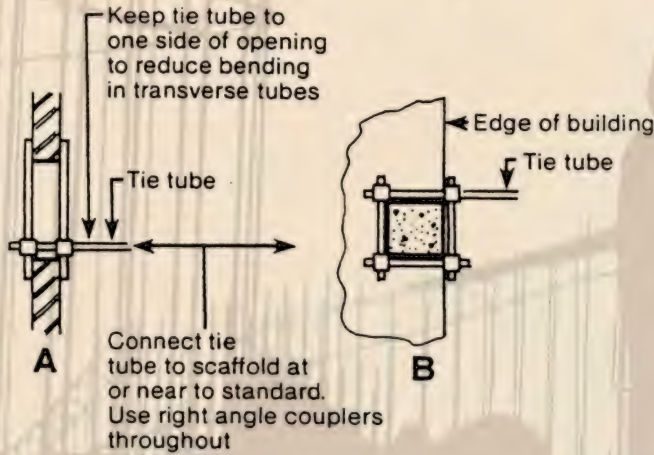 Keep tie tube to
one side of opening
to reduce bending
in transverse tubes
Tie tube
A
Connect tie
tube to scaffold at
or near to standard.
Use right angle couplers
throughout
Edge of building
Tie tube
B